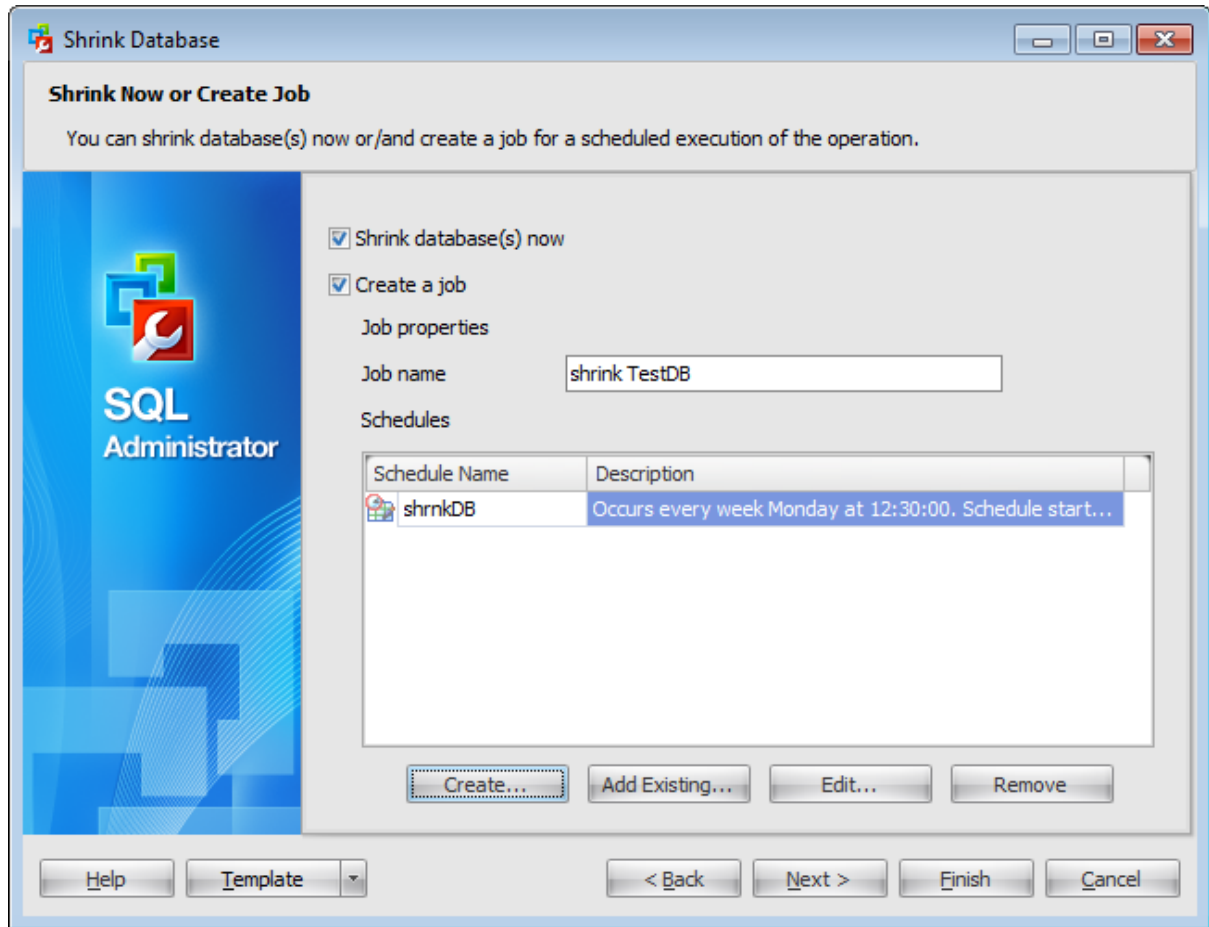 Shrink Database
Shrink Now or Create Job
You can shrink database(s) now or/and create a job for a scheduled execution of the operation.
Shrink database(s) now
Create a job
Job properties
Job name shrink TestDB
Schedules
SQL
Administrator
Schedule Name Description
shrnkDB Occurs every week Monday at 12:30:00. Schedule start...
Create... Add Existing... Edit... Remove
Help Template < Back Next > Finish Cancel